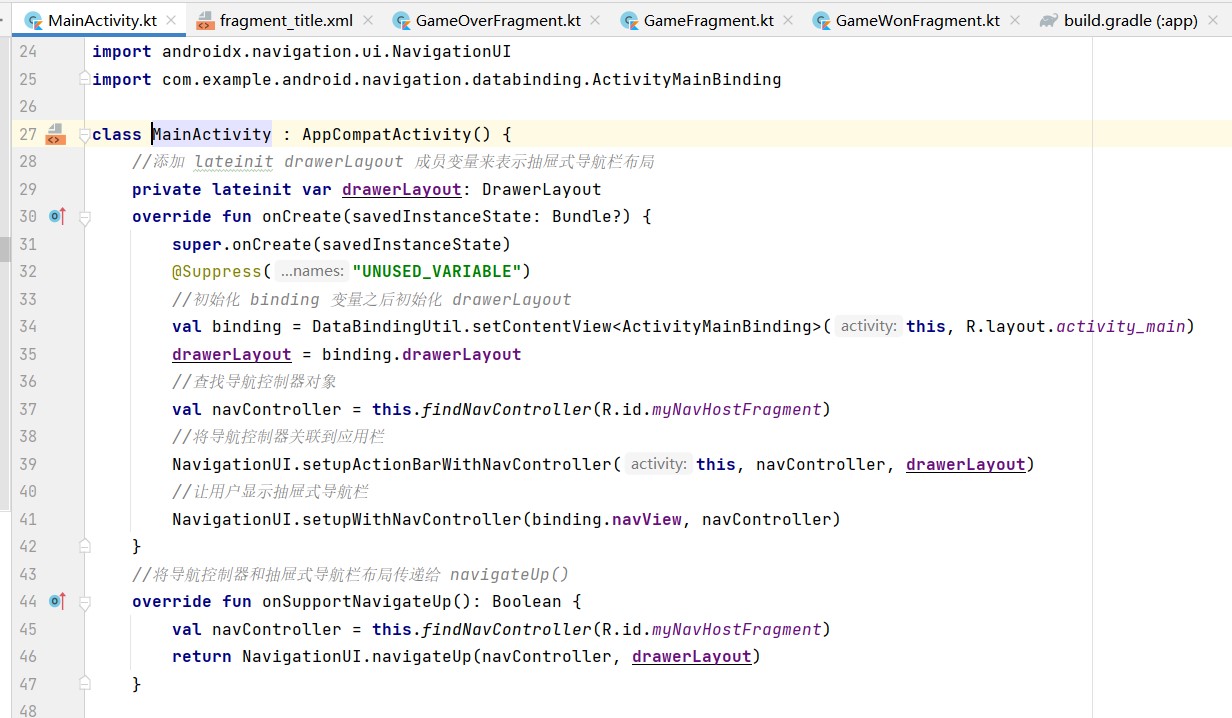 MainActivity.kt fragment_title.xml GameOverFragment.kt GameFragment.kt GameWonFragment.kt build.gradle (:app)
24 import androidx.navigation.ui.NavigationUI
25 import com.example.android.navigation.databinding.ActivityMainBinding
26
27 class MainActivity : AppCompatActivity() {
28 //添加 lateinit drawerLayout 成员变量来表示抽屉式导航栏布局
29 private lateinit var drawerLayout: DrawerLayout
30 override fun onCreate(savedInstanceState: Bundle?) {
31 super.onCreate(savedInstanceState)
32 @Suppress( ...names: "UNUSED_VARIABLE")
33 //初始化 binding 变量之后初始化 drawerLayout
34 val binding = DataBindingUtil.setContentView<ActivityMainBinding>( activity: this, R.layout.activity_main)
35 drawerLayout = binding.drawerLayout
36 //查找导航控制器对象
37 val navController = this.findNavController(R.id.myNavHostFragment)
38 //将导航控制器关联到应用栏
39 NavigationUI.setupActionBarWithNavController( activity: this, navController, drawerLayout)
40 //让用户显示抽屉式导航栏
41 NavigationUI.setupWithNavController(binding.navView, navController)
42 }
43 //将导航控制器和抽屉式导航栏布局传递给 navigateUp()
44 override fun onSupportNavigateUp(): Boolean {
45 val navController = this.findNavController(R.id.myNavHostFragment)
46 return NavigationUI.navigateUp(navController, drawerLayout)
47 }
48